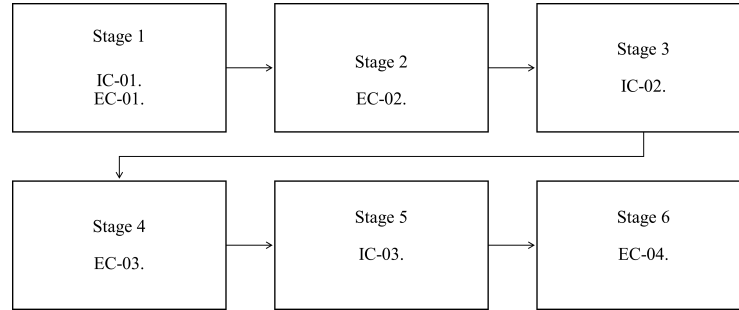 Stage 1
IC-01.
EC-01.
Stage 2
EC-02.
Stage 3
IC-02.
Stage 4
EC-03.
Stage 5
IC-03.
Stage 6
EC-04.